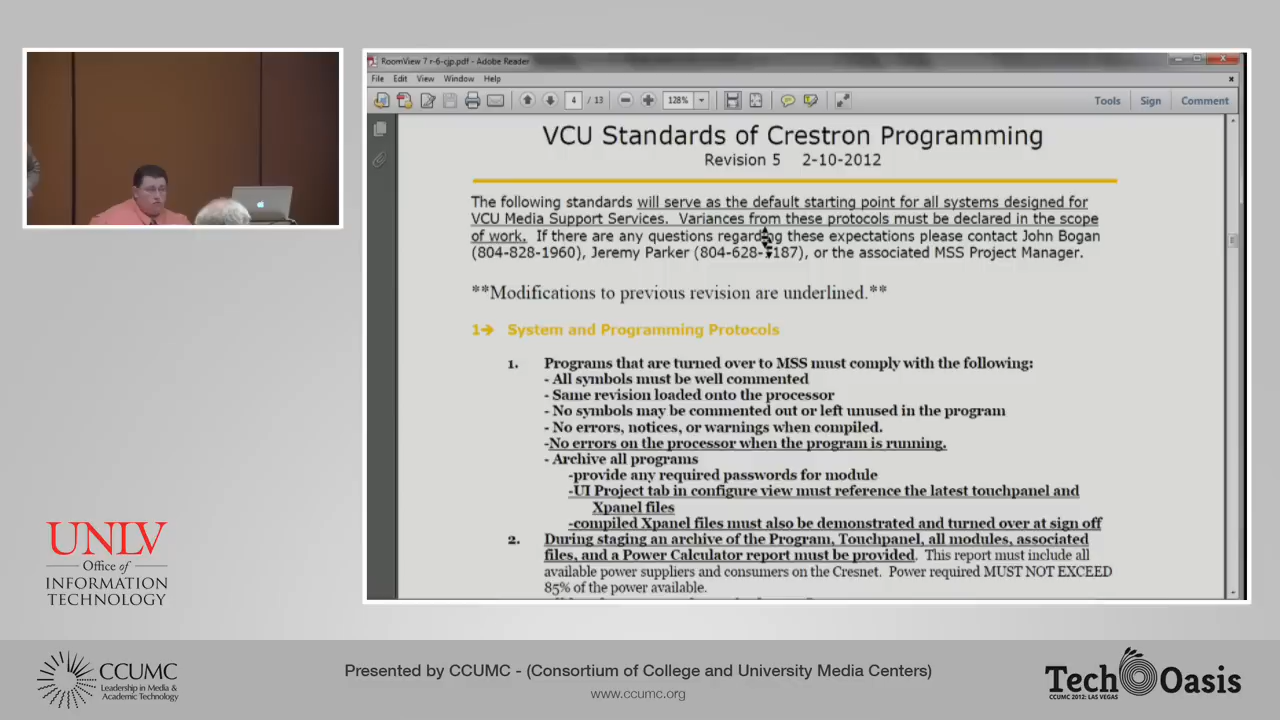 RoomView 7 r-6-cjp.pdf - Adobe Reader
File Edit View Window Help
4 / 13 128% Tools Sign Comment
VCU Standards of Crestron Programming
Revision 5 2-10-2012
The following standards will serve as the default starting point for all systems designed for
VCU Media Support Services. Variances from these protocols must be declared in the scope
of work. If there are any questions regarding these expectations please contact John Bogan
(804-828-1960), Jeremy Parker (804-628- 187), or the associated MSS Project Manager.
**Modifications to previous revision are underlined.**
1➔ System and Programming Protocols
1. Programs that are turned over to MSS must comply with the following:
- All symbols must be well commented
- Same revision loaded onto the processor
- No symbols may be commented out or left unused in the program
- No errors, notices, or warnings when compiled.
-No errors on the processor when the program is running.
- Archive all programs
-provide any required passwords for module
-UI Project tab in configure view must reference the latest touchpanel and
Xpanel files
-compiled Xpanel files must also be demonstrated and turned over at sign off
2. During staging an archive of the Program, Touchpanel, all modules, associated
files, and a Power Calculator report must be provided. This report must include all
available power suppliers and consumers on the Cresnet. Power required MUST NOT EXCEED
85% of the power available.
UNLV
Office of
INFORMATION
TECHNOLOGY
CCUMC
Leadership in Media &
Academic Technology
Presented by CCUMC - (Consortium of College and University Media Centers)
www.ccumc.org
Tech Oasis
CCUMC 2012: LAS VEGAS